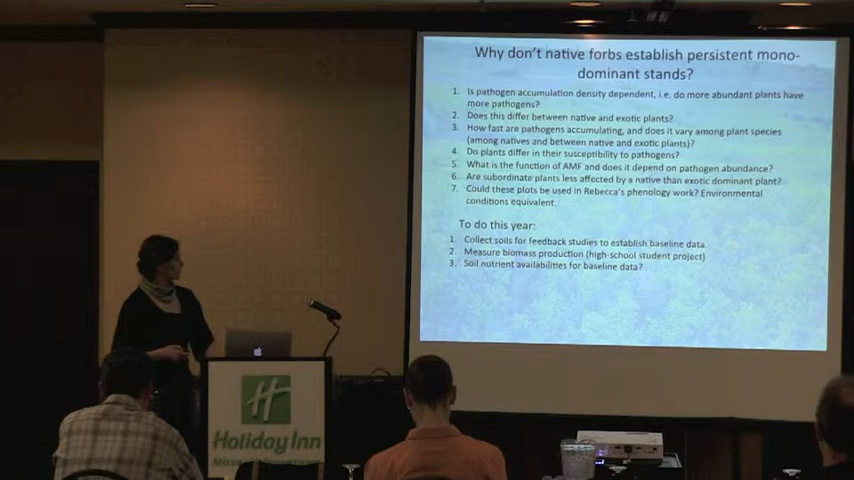 Why don't native forbs establish persistent mono-
dominant stands?
1. Is pathogen accumulation density dependent, i.e. do more abundant plants have
more pathogens?
2. Does this differ between native and exotic plants?
3. How fast are pathogens accumulating, and does it vary among plant species
(among natives and between native and exotic plants)?
4. Do plants differ in their susceptibility to pathogens?
5. What is the function of AMF and does it depend on pathogen abundance?
6. Are subordinate plants less affected by a native than exotic dominant plant?
7. Could these plots be used in Rebecca's phenology work? Environmental
conditions equivalent.
To do this year:
1. Collect soils for feedback studies to establish baseline data.
2. Measure biomass production (high-school student project)
3. Soil nutrient availabilities for baseline data?
H
Holiday Inn